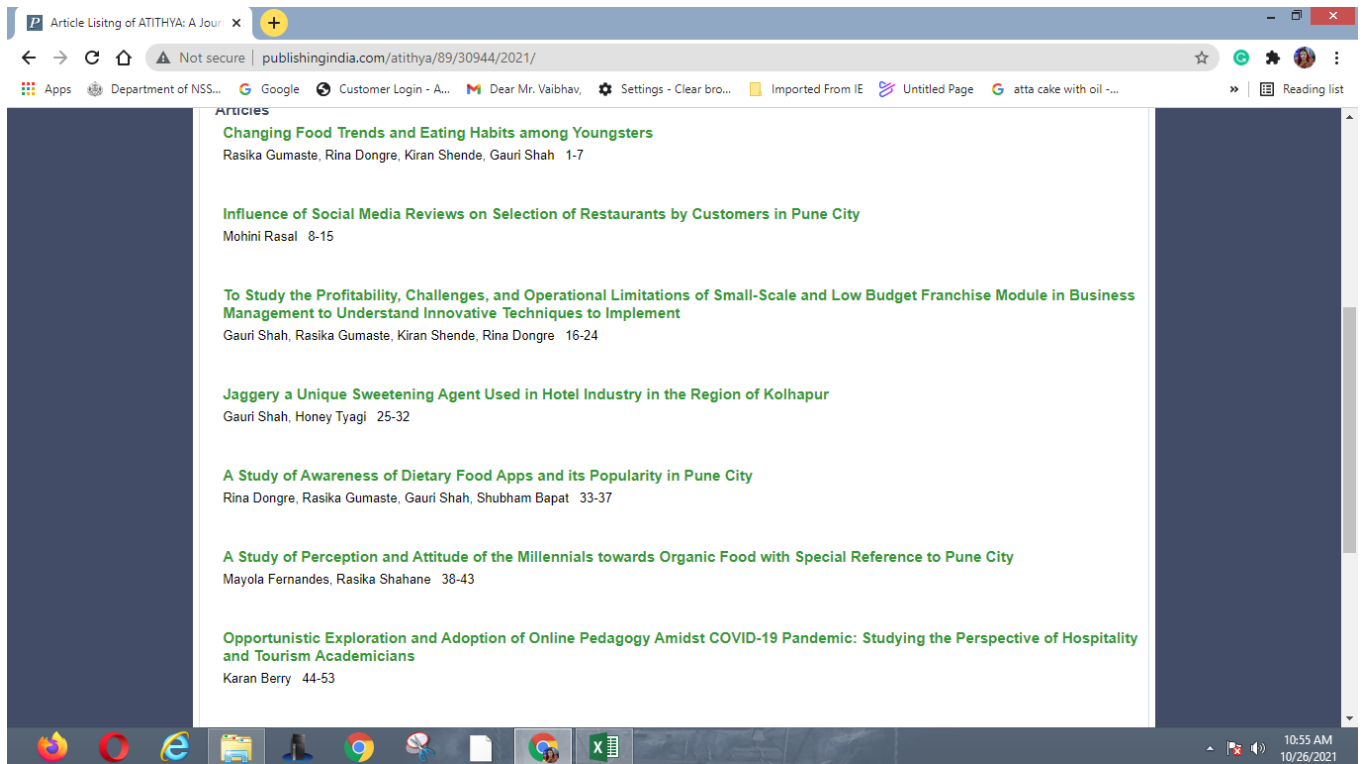 Article Lisitng of ATITHYA: A Jour
Not secure | publishingindia.com/atithya/89/30944/2021/
Apps Department of NSS... Google Customer Login - A... Dear Mr. Vaibhav, Settings - Clear bro... Imported From IE Untitled Page atta cake with oil -... » Reading list
Articles
Changing Food Trends and Eating Habits among Youngsters
Rasika Gumaste, Rina Dongre, Kiran Shende, Gauri Shah 1-7
Influence of Social Media Reviews on Selection of Restaurants by Customers in Pune City
Mohini Rasal 8-15
To Study the Profitability, Challenges, and Operational Limitations of Small-Scale and Low Budget Franchise Module in Business
Management to Understand Innovative Techniques to Implement
Gauri Shah, Rasika Gumaste, Kiran Shende, Rina Dongre 16-24
Jaggery a Unique Sweetening Agent Used in Hotel Industry in the Region of Kolhapur
Gauri Shah, Honey Tyagi 25-32
A Study of Awareness of Dietary Food Apps and its Popularity in Pune City
Rina Dongre, Rasika Gumaste, Gauri Shah, Shubham Bapat 33-37
A Study of Perception and Attitude of the Millennials towards Organic Food with Special Reference to Pune City
Mayola Fernandes, Rasika Shahane 38-43
Opportunistic Exploration and Adoption of Online Pedagogy Amidst COVID-19 Pandemic: Studying the Perspective of Hospitality
and Tourism Academicians
Karan Berry 44-53
10:55 AM
10/26/2021